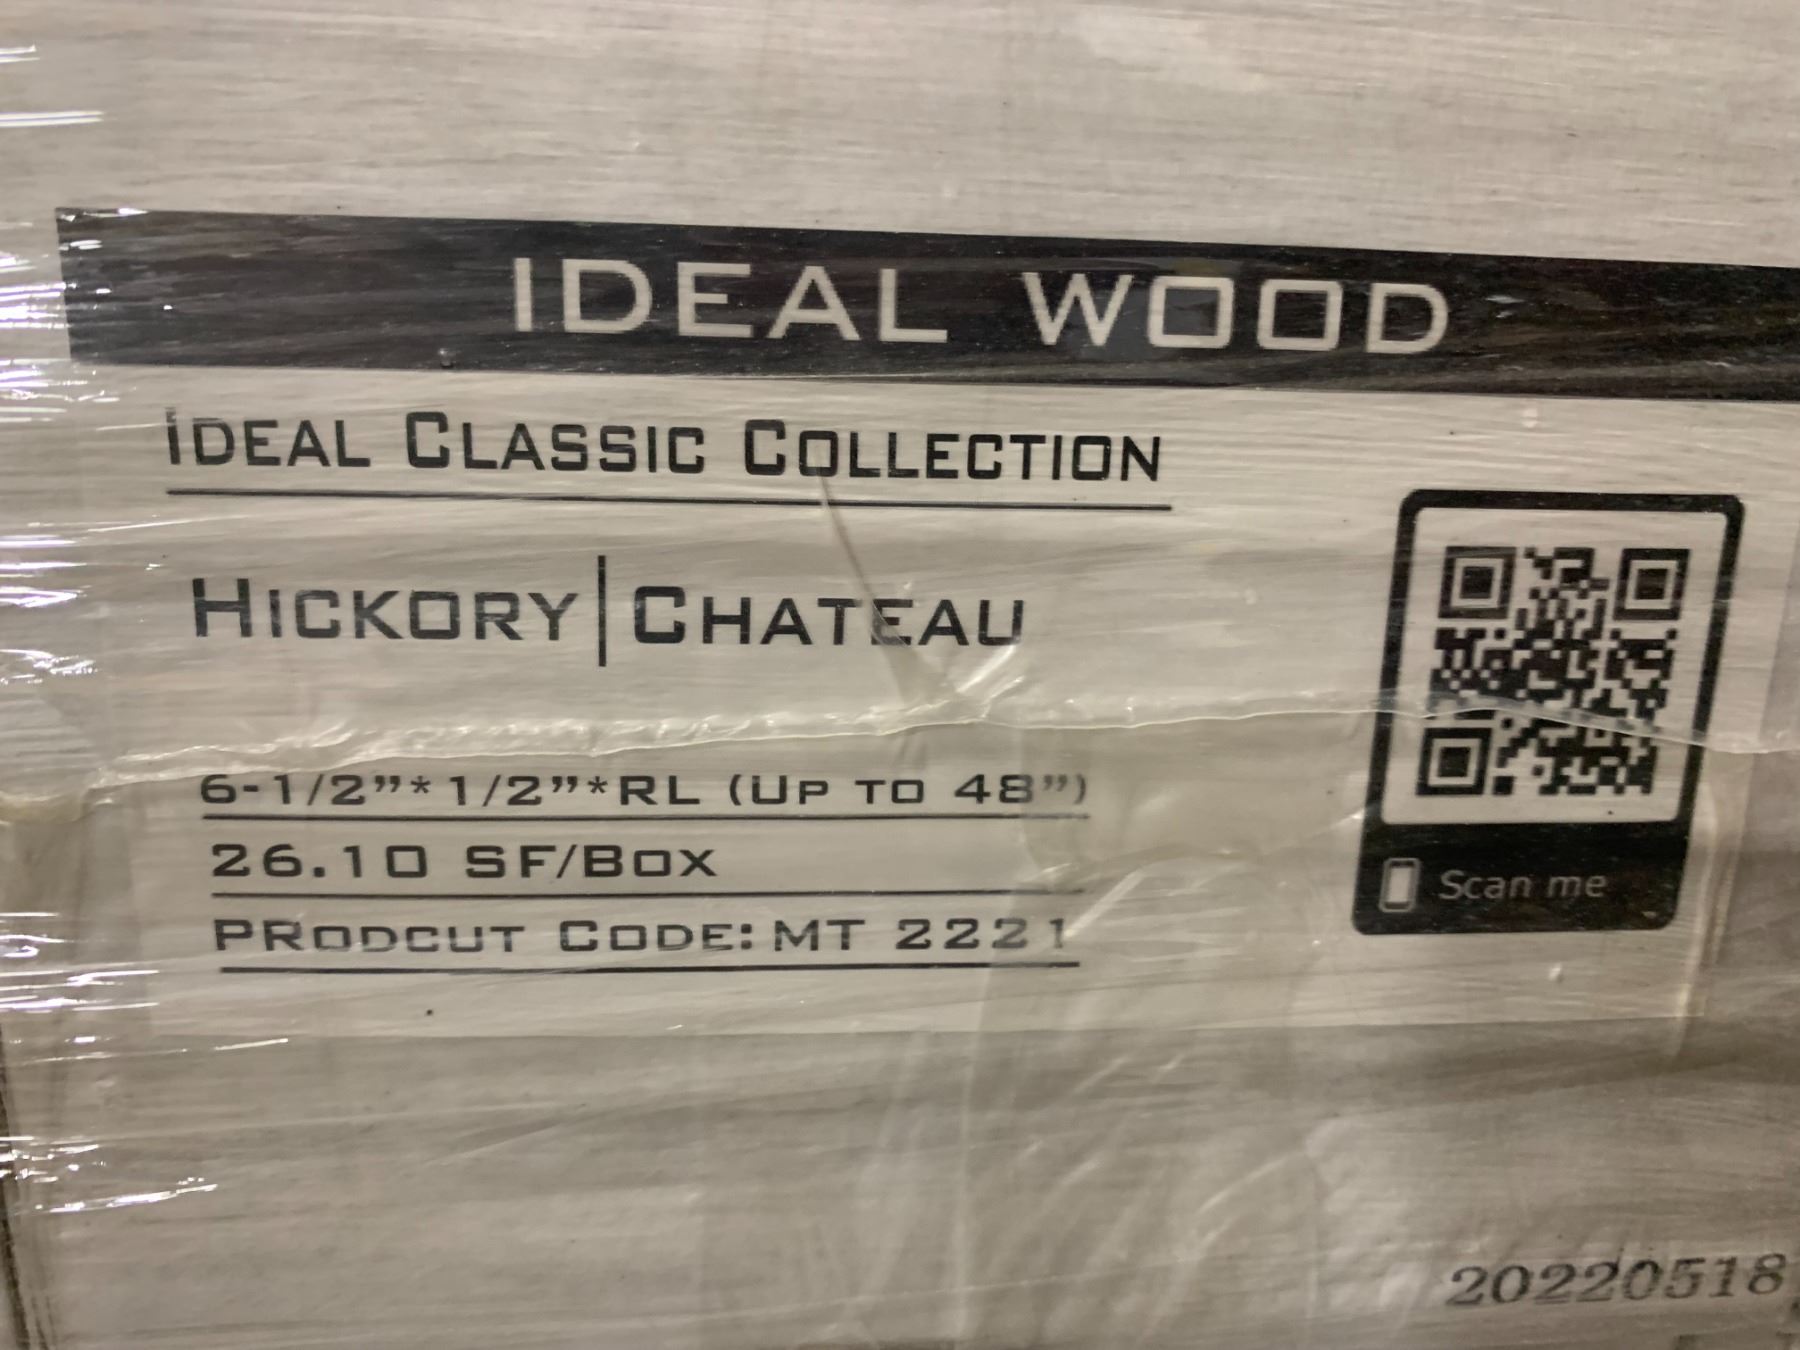 IDEAL WOOD
IDEAL CLASSIC COLLECTION
HICKORY | CHATEAU
6-1/2”*1/2”*RL (UP TO 48”)
26.10 SF/BOX
PRODCUT CODE: MT 2221
Scan me
20220518